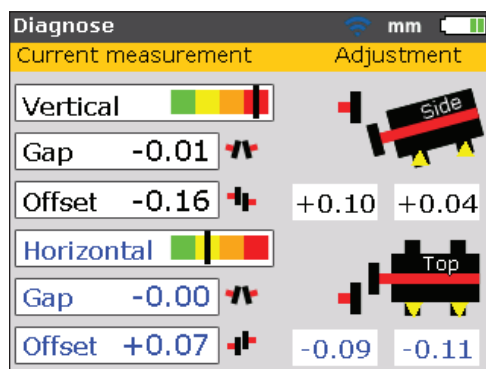 Diagnose mm
Current measurement Adjustment
Vertical Side
Gap -0.01
Offset -0.16 +0.10 +0.04
Horizontal Top
Gap -0.00
Offset +0.07 -0.09 -0.11